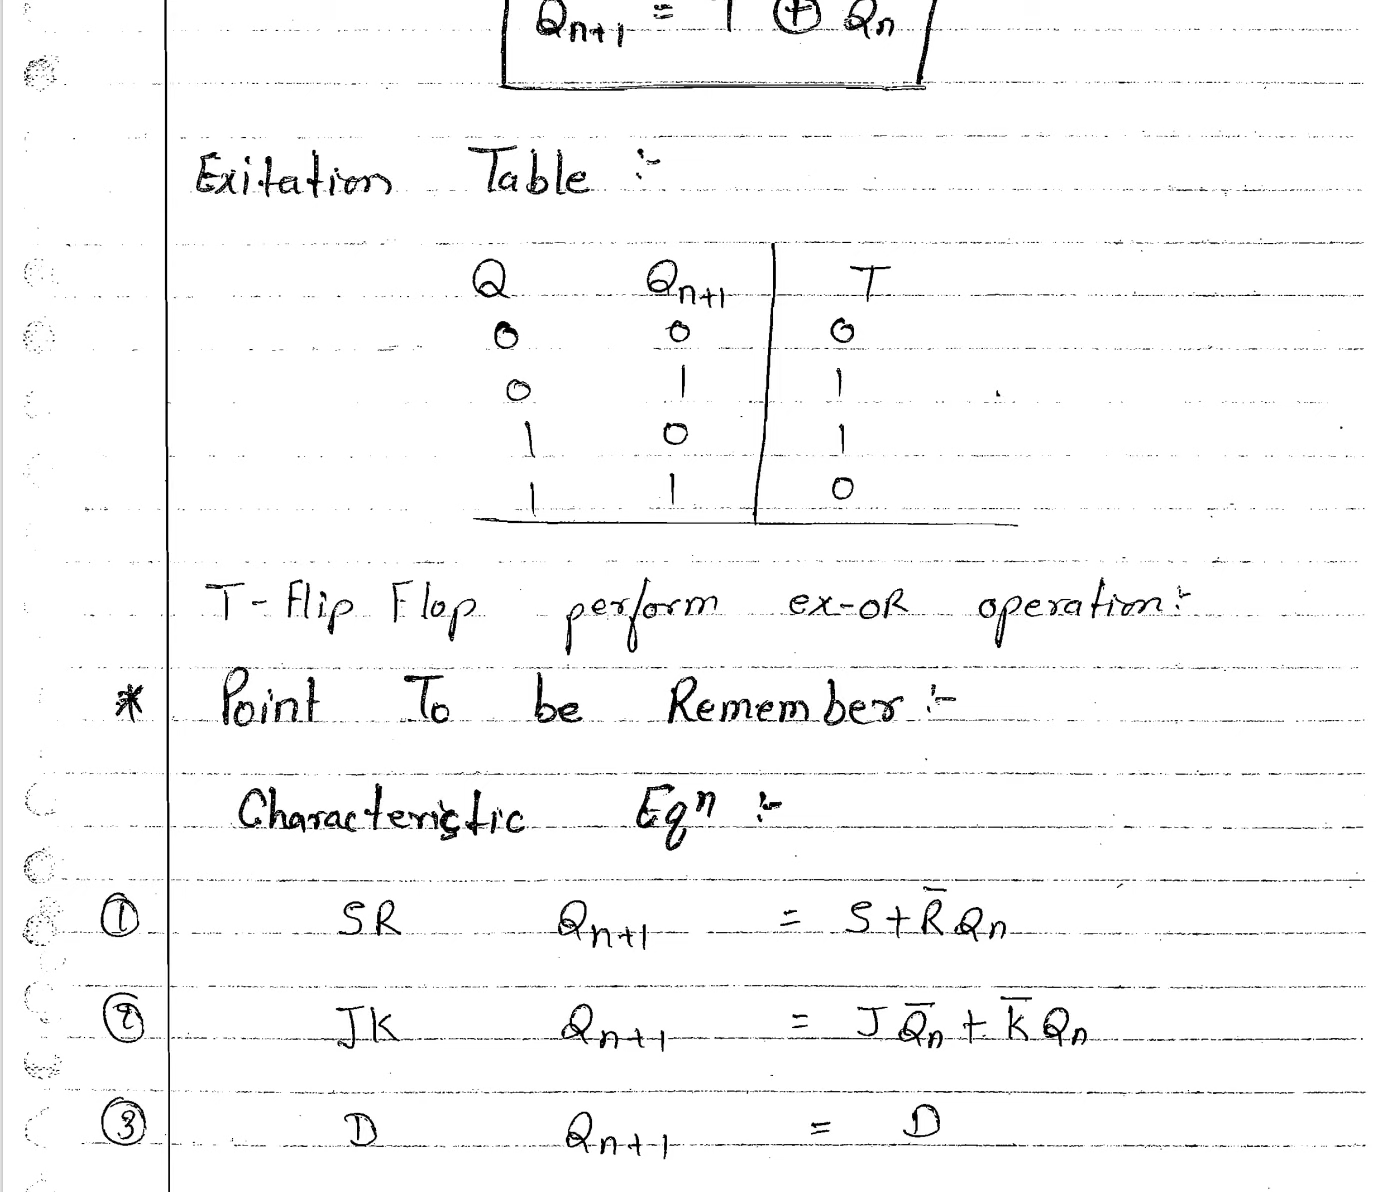 Qn+1 = T ⊕ Qn
Exitation Table :-
Q Qn+1 T
0 0 0
0 1 1
1 0 1
1 1 0
T- Flip Flop perform ex-OR operation:-
* Point To be Remember :-
Characteristic Eqn :-
① SR Qn+1 = S + R̅ Qn
② JK Qn+1 = J Q̅n + K̅ Qn
③ D Qn+1 = D